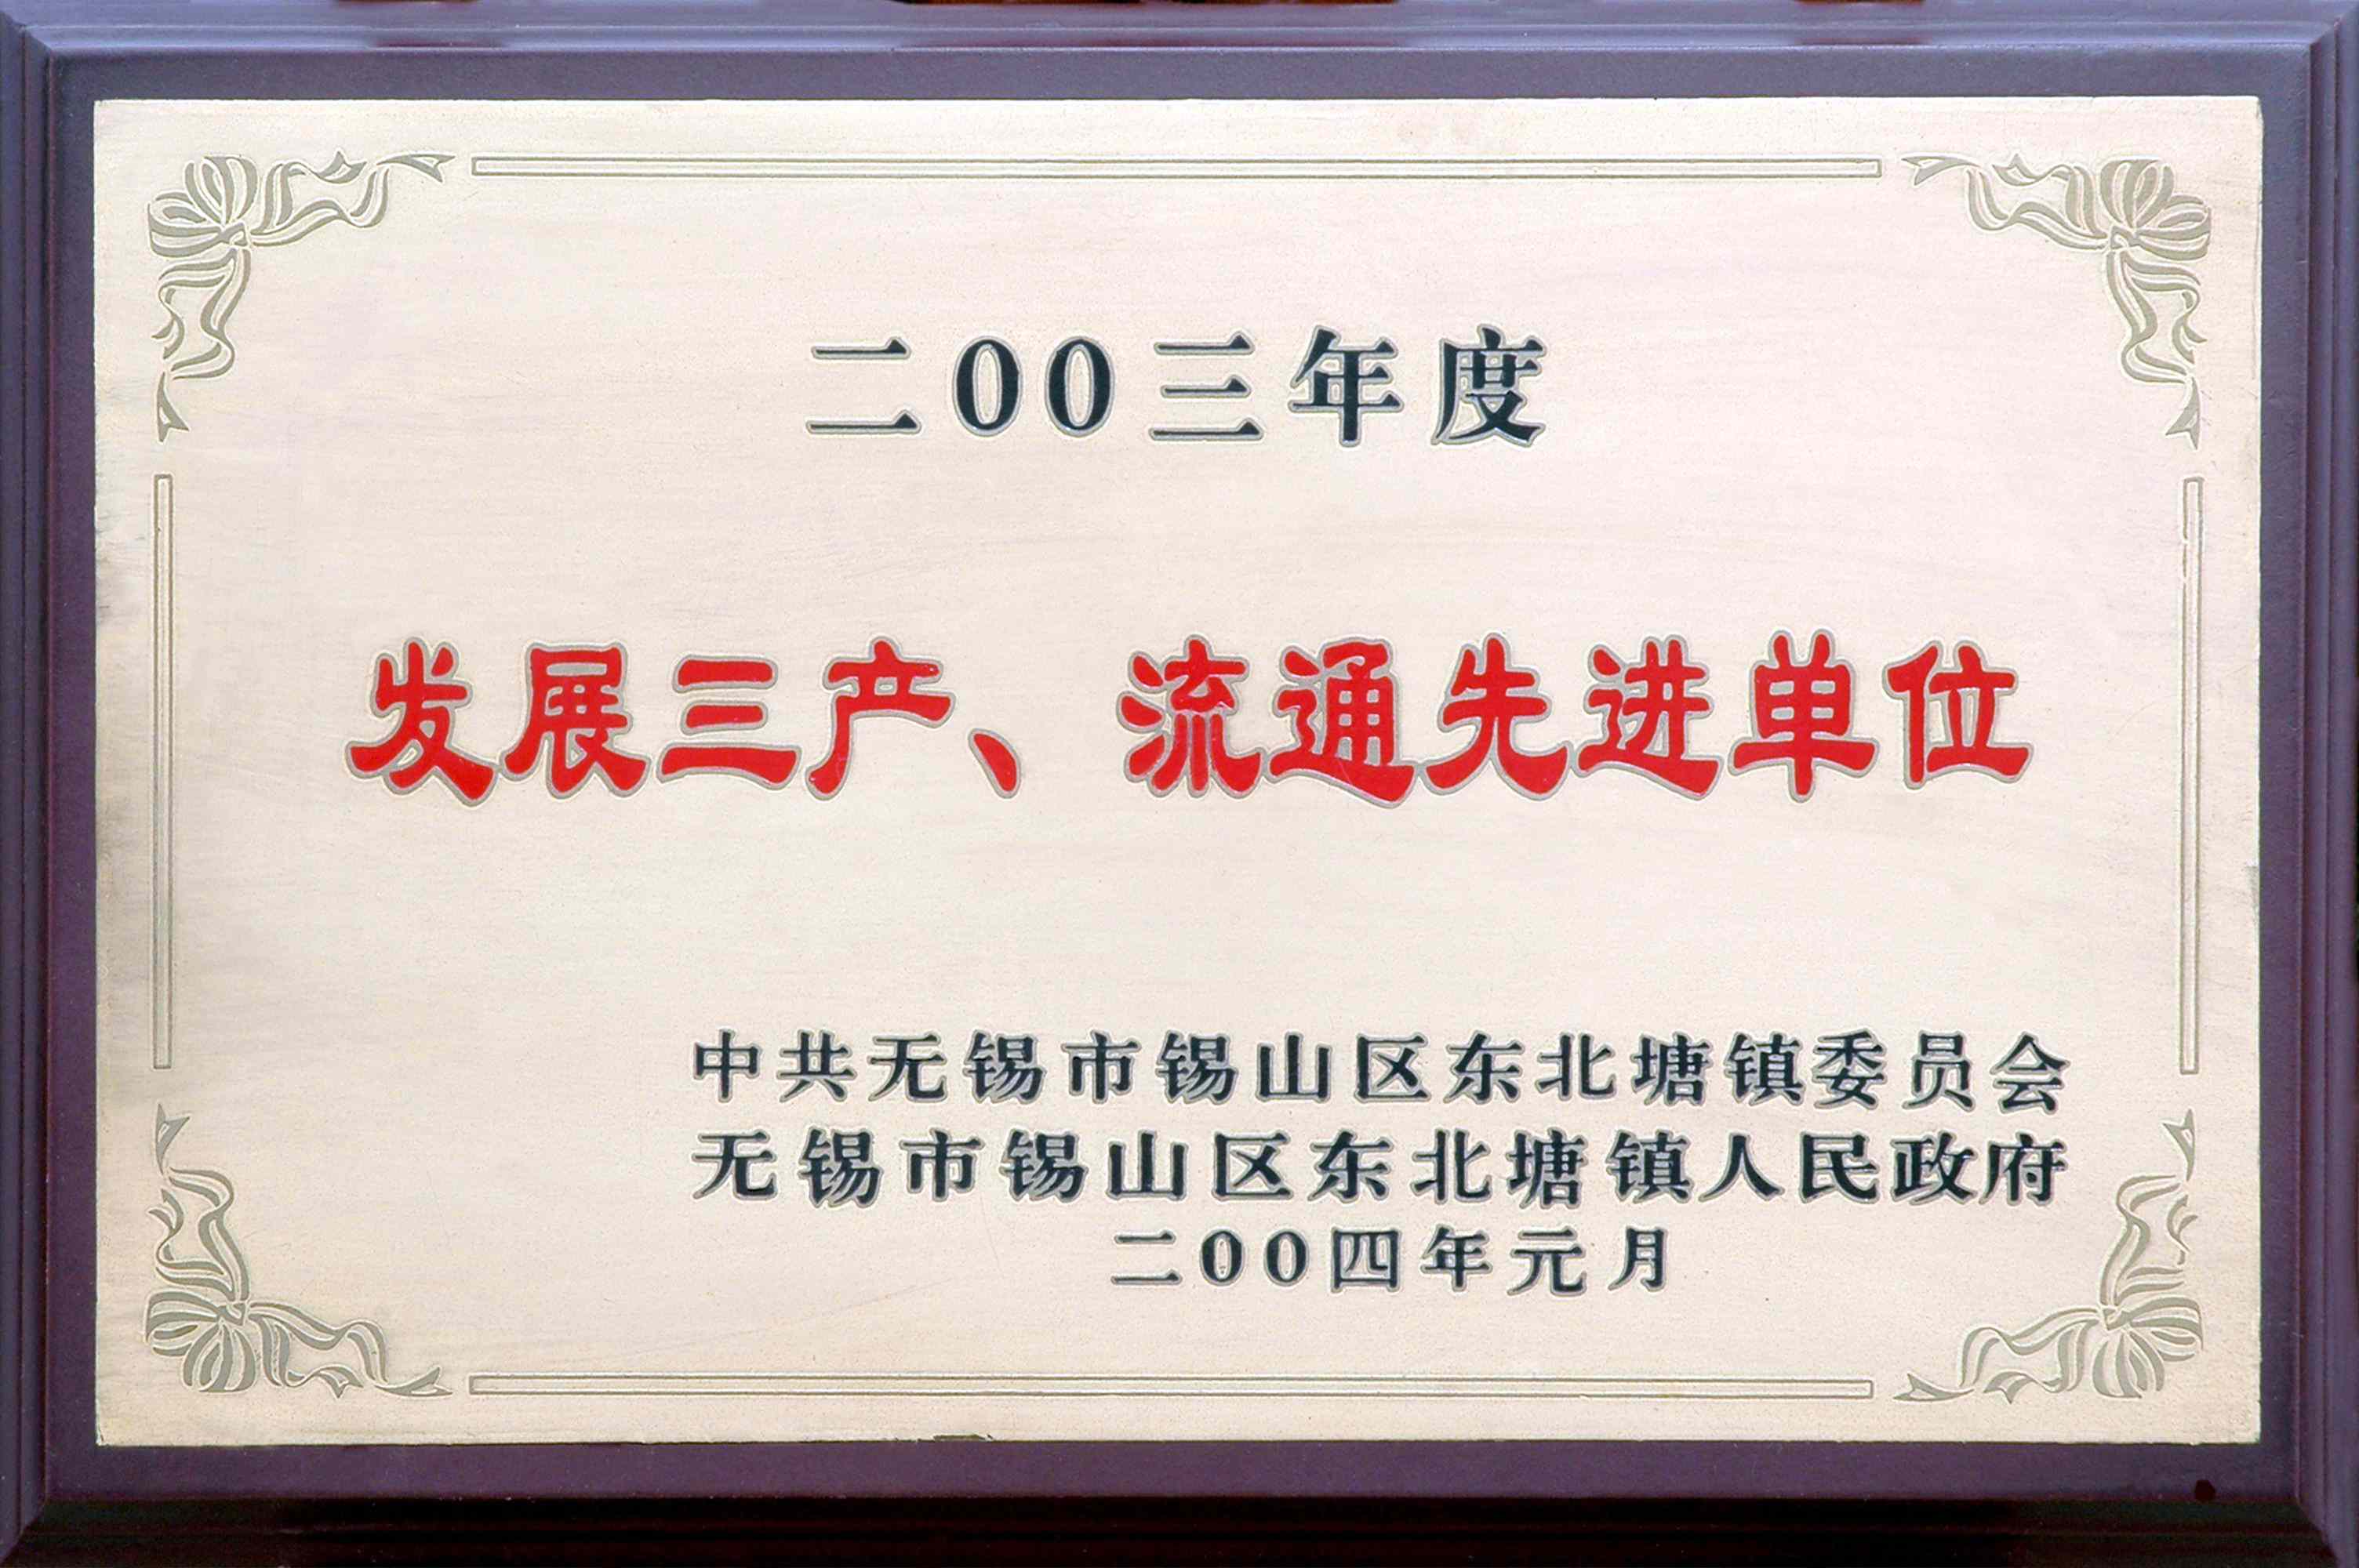 二00三年度
发展三产、流通先进单位
中共无锡市锡山区东北塘镇委员会
无锡市锡山区东北塘镇人民政府
二00四年元月